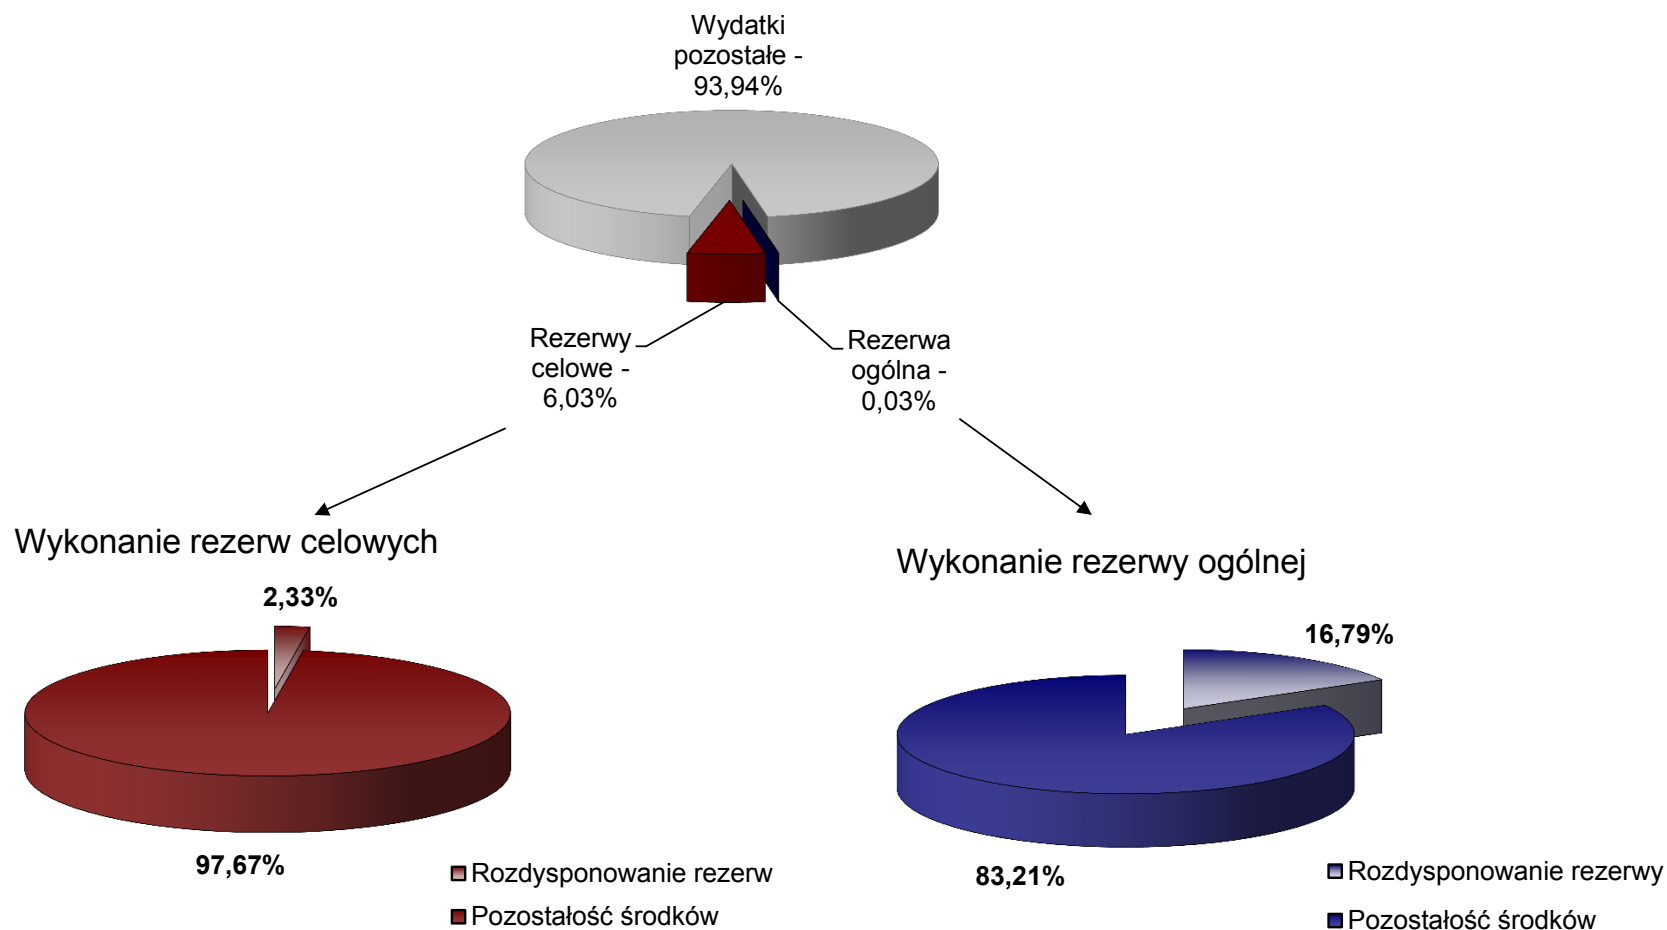 Wydatki
pozostałe -
93,94%
Rezerwy
celowe -
6,03%
Rezerwa
ogólna -
0,03%
Wykonanie rezerw celowych
2,33%
97,67%
Rozdysponowanie rezerw
Pozostałość środków
Wykonanie rezerwy ogólnej
16,79%
83,21%
Rozdysponowanie rezerwy
Pozostałość środków